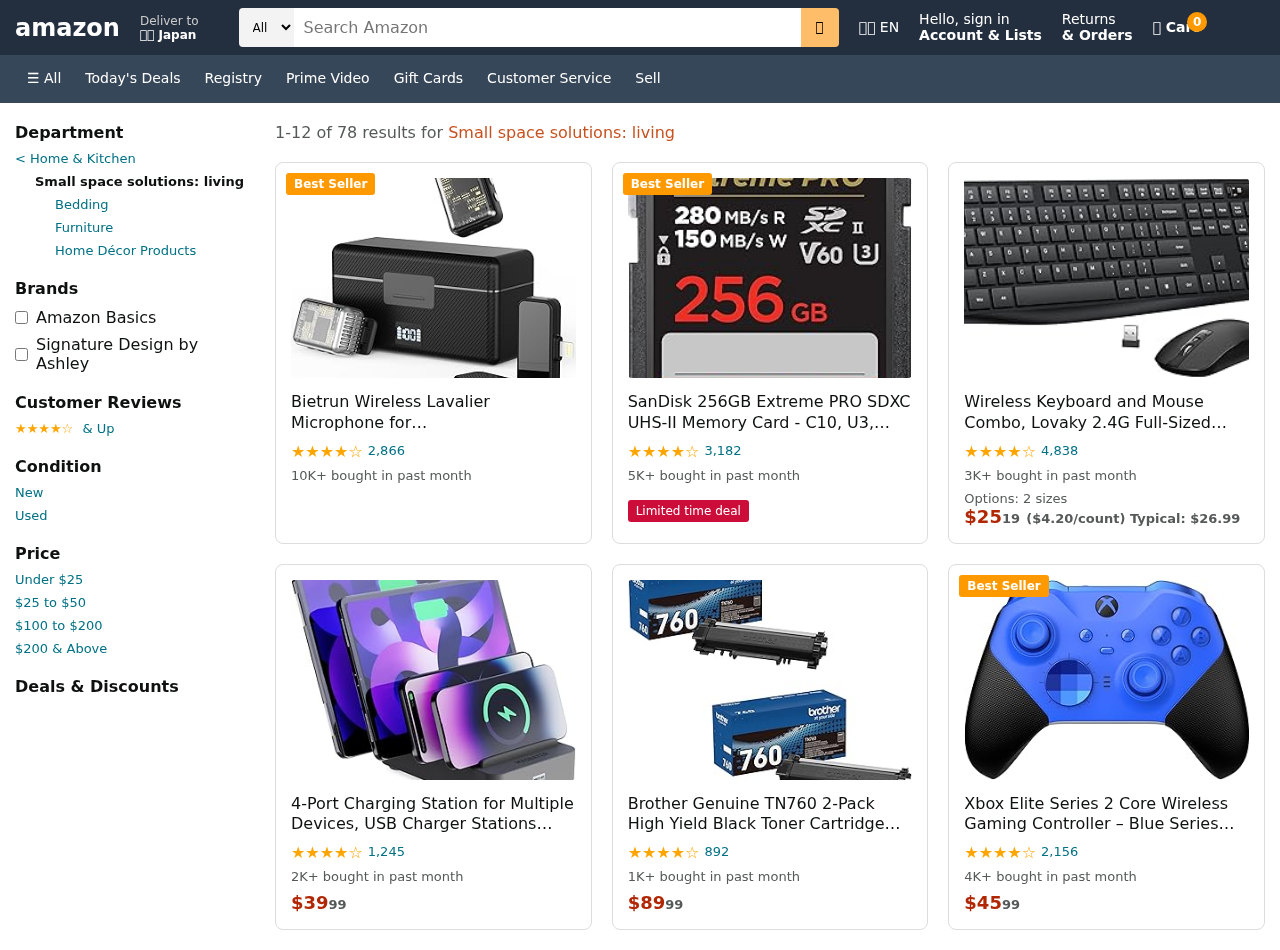 amazon
Deliver to
Japan
All
Search Amazon
EN
Hello, sign in
Account & Lists
Returns
& Orders
0
☰ All
Today's Deals
Registry
Prime Video
Gift Cards
Customer Service
Sell
Department
< Home & Kitchen
Small space solutions: living
Bedding
Furniture
Home Décor Products
Brands
Amazon Basics
Signature Design by
Ashley
Customer Reviews
★★★★☆ & Up
Condition
New
Used
Price
Under $25
$25 to $50
$100 to $200
$200 & Above
Deals & Discounts
1-12 of 78 results for Small space solutions: living
Best Seller
100
Bietrun Wireless Lavalier
Microphone for…
★★★★☆ 2,866
10K+ bought in past month
Best Seller
PRO
280 MB/s R
150 MB/s W
SDXC II
V60 U3
256 GB
SanDisk 256GB Extreme PRO SDXC
UHS-II Memory Card - C10, U3,…
★★★★☆ 3,182
5K+ bought in past month
Limited time deal
Wireless Keyboard and Mouse
Combo, Lovaky 2.4G Full-Sized…
★★★★☆ 4,838
3K+ bought in past month
Options: 2 sizes
$25 19 ($4.20/count) Typical: $26.99
4-Port Charging Station for Multiple
Devices, USB Charger Stations…
★★★★☆ 1,245
2K+ bought in past month
$39 99
760
brother
at your side
760
Brother Genuine TN760 2-Pack
High Yield Black Toner Cartridge…
★★★★☆ 892
1K+ bought in past month
$89 99
Best Seller
Xbox Elite Series 2 Core Wireless
Gaming Controller – Blue Series…
★★★★☆ 2,156
4K+ bought in past month
$45 99